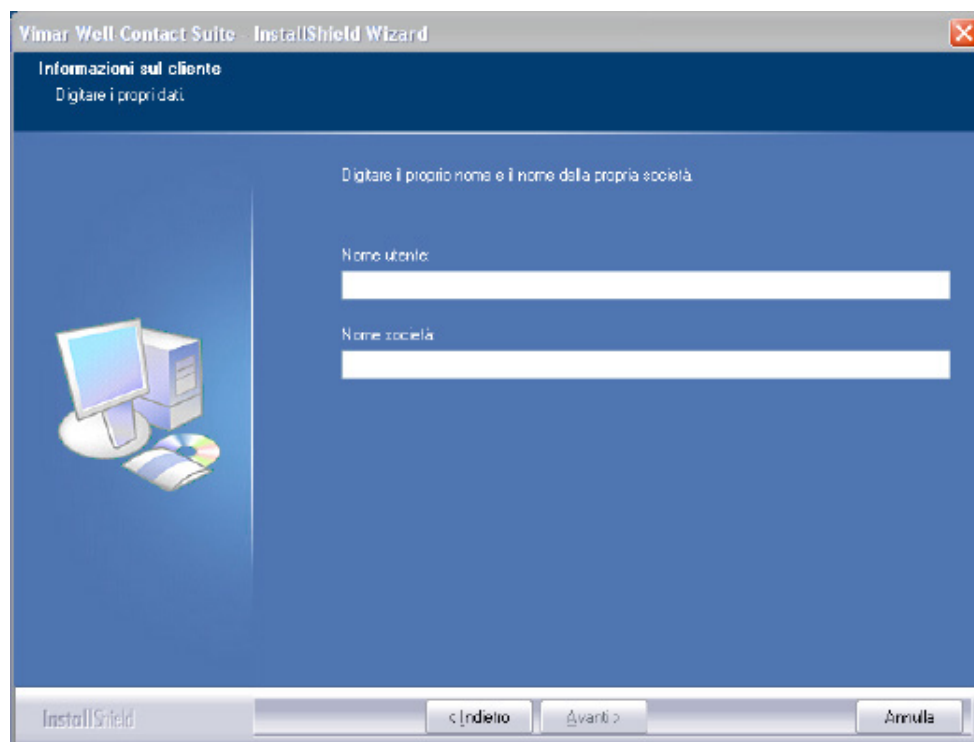 Vimar Well Contact Suite - InstallShield Wizard
Informazioni sul cliente
Digitare i propri dati.
Digitare il proprio nome e il nome della propria società.
Nome utente:
Nome società:
InstallShield
< Indietro
Avanti >
Annulla